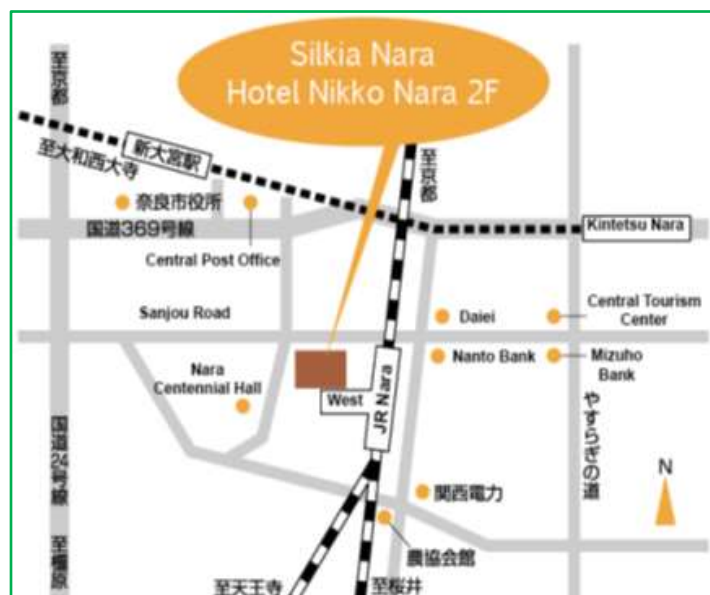 Silkia Nara
Hotel Nikko Nara 2F
至京都
至京都
新大宮駅
至大和西大寺
奈良市役所
国道369号線
Kintetsu Nara
Central Post Office
Sanjou Road
Daiei
Central Tourism
Center
Nanto Bank
Mizuho
Bank
Nara
Centennial Hall
West
JR Nara
やすらぎの道
国道24号線
N
関西電力
農協会館
至橿原
至天王寺
至桜井